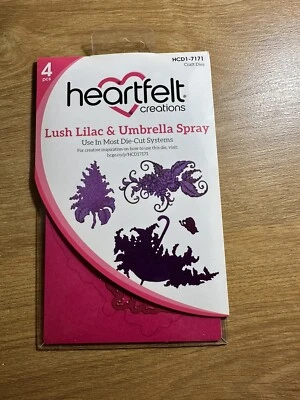 4
pcs
HCD1-7171
Craft Dies
heartfelt®
creations
Lush Lilac & Umbrella Spray
Use In Most Die-Cut Systems
For creative inspiration on how to use this die, visit: